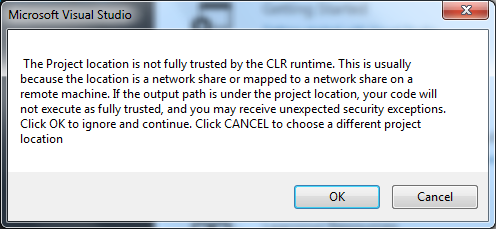 Getting Started
Microsoft Visual Studio
The Project location is not fully trusted by the CLR runtime. This is usually
because the location is a network share or mapped to a network share on a
remote machine. If the output path is under the project location, your code will
not execute as fully trusted, and you may receive unexpected security exceptions.
Click OK to ignore and continue. Click CANCEL to choose a different project
location
OK
Cancel